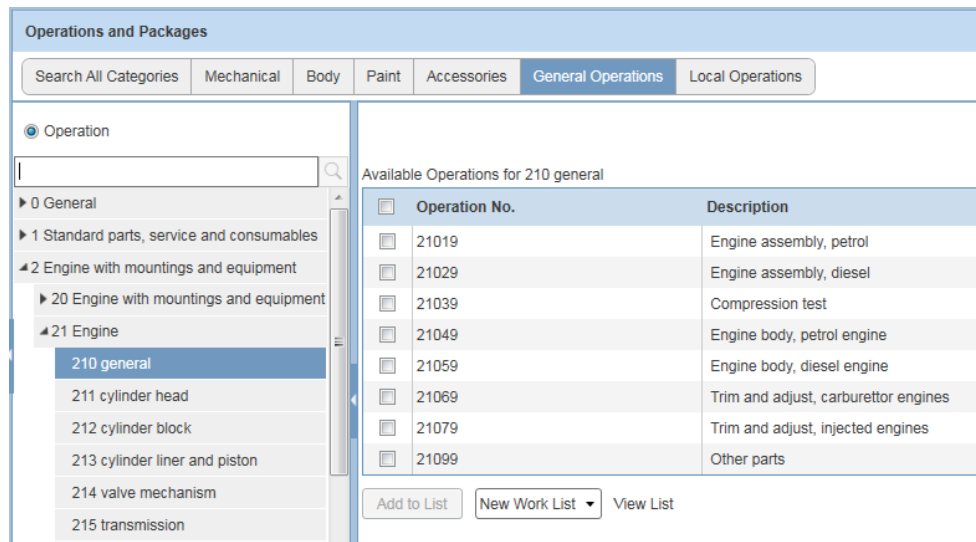 Operations and Packages
Search All Categories Mechanical Body Paint Accessories General Operations Local Operations
Operation
0 General
1 Standard parts, service and consumables
2 Engine with mountings and equipment
20 Engine with mountings and equipment
21 Engine
210 general
211 cylinder head
212 cylinder block
213 cylinder liner and piston
214 valve mechanism
215 transmission
Available Operations for 210 general
Operation No. Description
21019 Engine assembly, petrol
21029 Engine assembly, diesel
21039 Compression test
21049 Engine body, petrol engine
21059 Engine body, diesel engine
21069 Trim and adjust, carburettor engines
21079 Trim and adjust, injected engines
21099 Other parts
Add to List New Work List View List